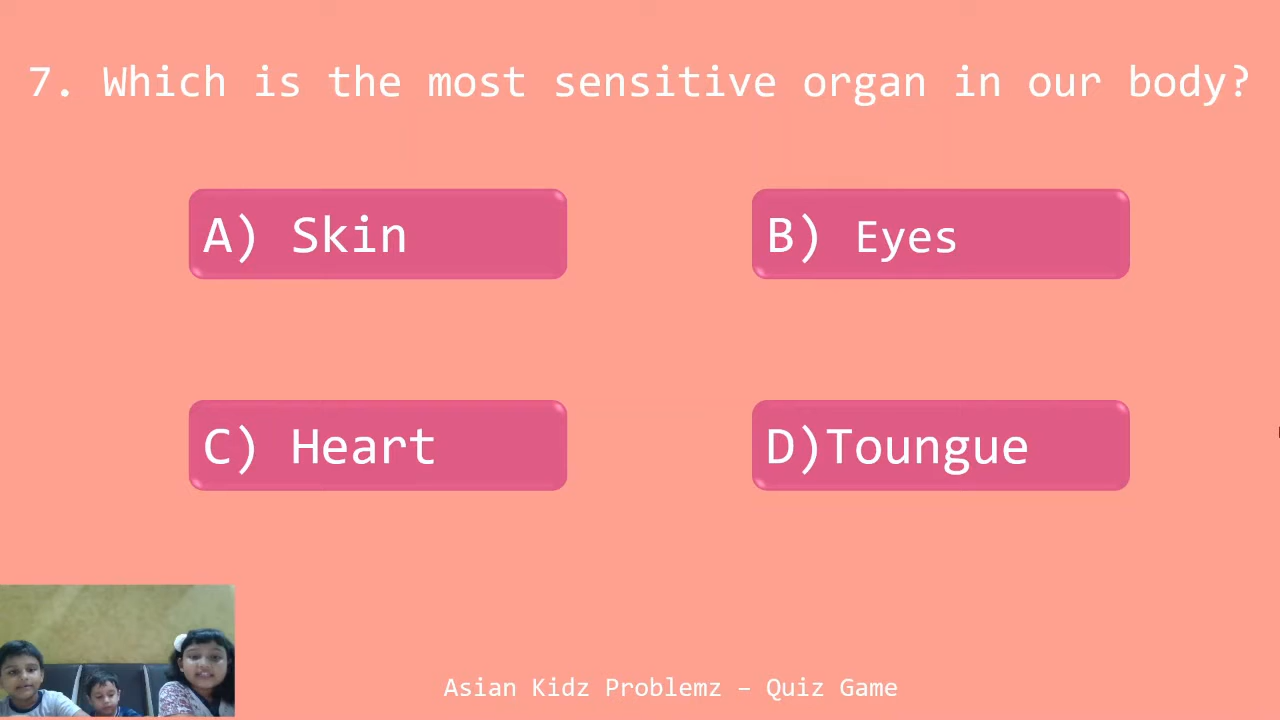 7. Which is the most sensitive organ in our body?
A) Skin
B) Eyes
C) Heart
D)Toungue
Asian Kidz Problemz – Quiz Game